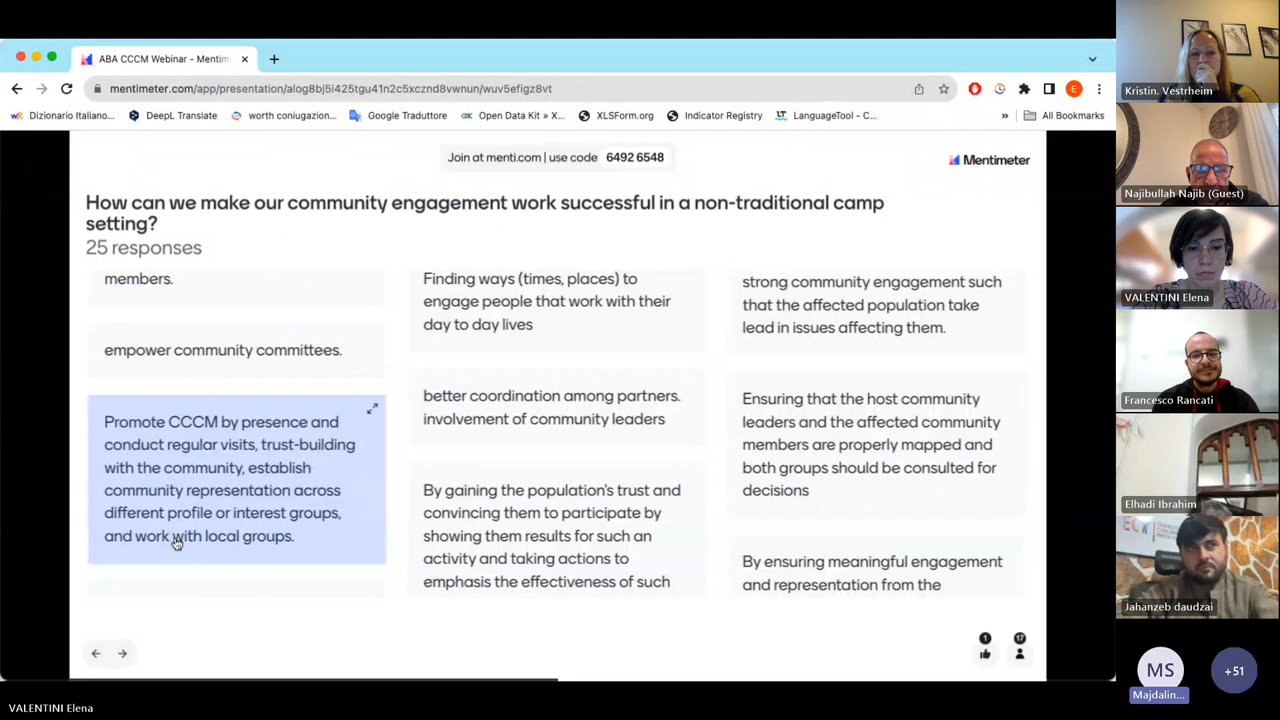 ABA CCCM Webinar - Mentim
mentimeter.com/app/presentation/alog8bj5i425tgu41n2c5xcznd8vwnun/wuv5efigz8vt
E
Dizionario Italiano...
DeepL Translate
worth coniugazion...
Google Traduttore
Open Data Kit » X...
XLSForm.org
Indicator Registry
LanguageTool - C...
»
All Bookmarks
Join at menti.com | use code 6492 6548
Mentimeter
How can we make our community engagement work successful in a non-traditional camp
setting?
25 responses
members.
empower community committees.
Promote CCCM by presence and
conduct regular visits, trust-building
with the community, establish
community representation across
different profile or interest groups,
and work with local groups.
Finding ways (times, places) to
engage people that work with their
day to day lives
better coordination among partners.
involvement of community leaders
By gaining the population's trust and
convincing them to participate by
showing them results for such an
activity and taking actions to
emphasis the effectiveness of such
strong community engagement such
that the affected population take
lead in issues affecting them.
Ensuring that the host community
leaders and the affected community
members are properly mapped and
both groups should be consulted for
decisions
By ensuring meaningful engagement
and representation from the
1
17
Kristin. Vestrheim
Najibullah Najib (Guest)
VALENTINI Elena
Francesco Rancati
Elhadi Ibrahim
Jahanzeb daudzai
MS
Majdalin...
+51
VALENTINI Elena